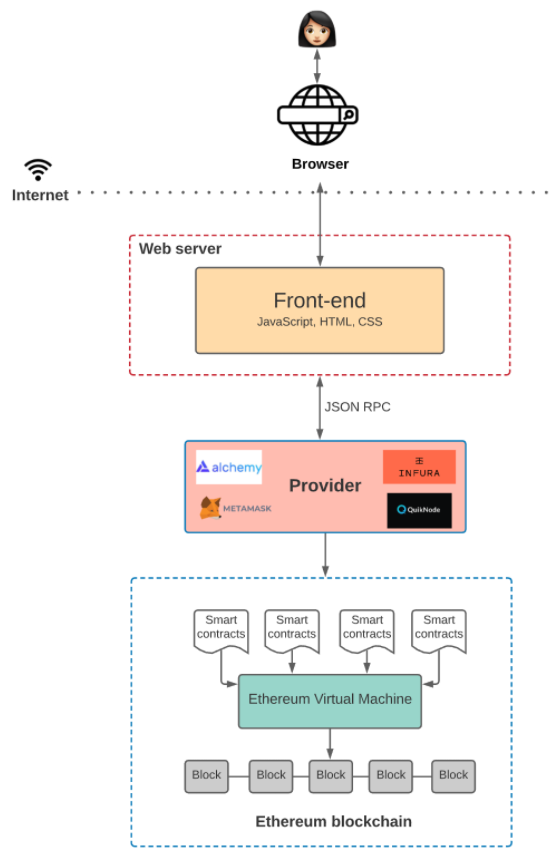 Browser
Internet
Web server
Front-end
JavaScript, HTML, CSS
JSON RPC
alchemy
INFURA
Provider
METAMASK
QuikNode
Smart contracts
Smart contracts
Smart contracts
Smart contracts
Ethereum Virtual Machine
Block
Block
Block
Block
Block
Ethereum blockchain